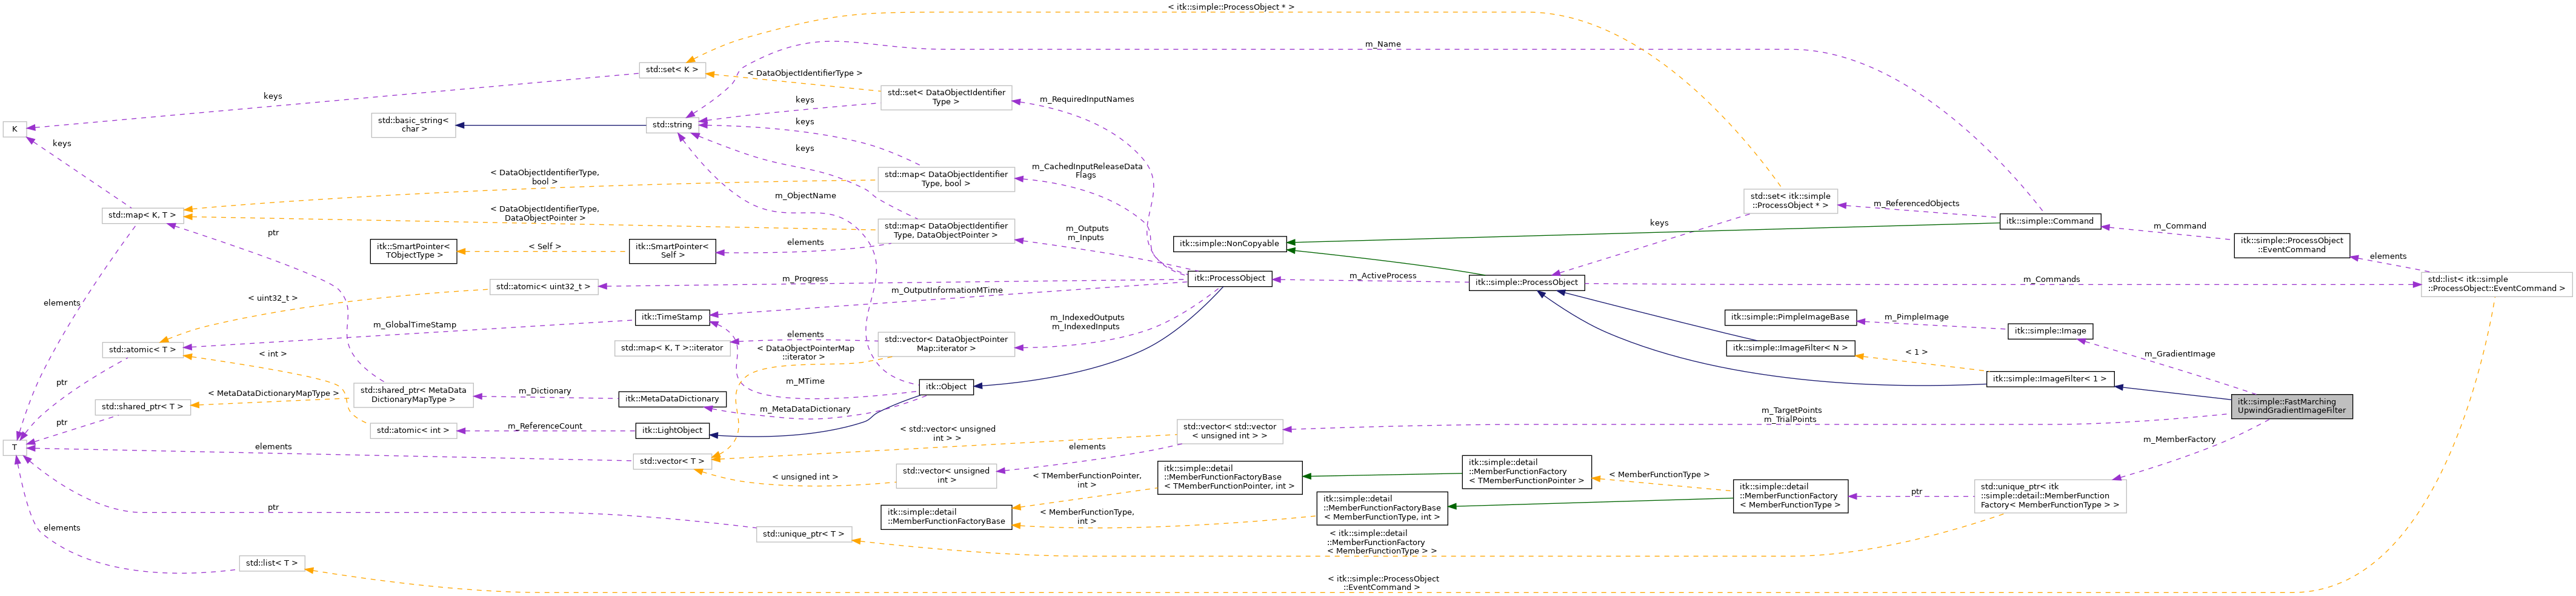 < itk::simple::ProcessObject * >
m_Name
std::set< K >
< DataObjectIdentifierType >
std::set< DataObjectIdentifier
Type >
keys
keys
m_RequiredInputNames
K
std::basic_string<
char >
std::string
keys
keys
keys
m_CachedInputReleaseData
Flags
< DataObjectIdentifierType,
bool >
std::map< DataObjectIdentifier
Type, bool >
m_ObjectName
std::set< itk::simple
::ProcessObject * >
m_ReferencedObjects
itk::simple::Command
std::map< K, T >
< DataObjectIdentifierType,
DataObjectPointer >
std::map< DataObjectIdentifier
Type, DataObjectPointer >
m_Outputs
m_Inputs
keys
m_Command
itk::simple::ProcessObject
::EventCommand
ptr
itk::SmartPointer<
TObjectType >
< Self >
itk::SmartPointer<
Self >
elements
itk::simple::NonCopyable
elements
std::atomic< uint32_t >
m_Progress
itk::ProcessObject
m_ActiveProcess
itk::simple::ProcessObject
m_Commands
std::list< itk::simple
::ProcessObject::EventCommand >
elements
< uint32_t >
m_OutputInformationMTime
m_GlobalTimeStamp
itk::TimeStamp
m_IndexedOutputs
m_IndexedInputs
itk::simple::PimpleImageBase
m_PimpleImage
itk::simple::Image
std::atomic< T >
< int >
std::map< K, T >::iterator
elements
< DataObjectPointerMap
::iterator >
std::vector< DataObjectPointer
Map::iterator >
itk::simple::ImageFilter< N >
< 1 >
m_GradientImage
ptr
m_MTime
itk::Object
itk::simple::ImageFilter< 1 >
std::shared_ptr< MetaData
DictionaryMapType >
< MetaDataDictionaryMapType >
m_Dictionary
itk::MetaDataDictionary
m_MetaDataDictionary
std::shared_ptr< T >
itk::simple::FastMarching
UpwindGradientImageFilter
ptr
std::atomic< int >
m_ReferenceCount
itk::LightObject
< std::vector< unsigned
int > >
std::vector< std::vector
< unsigned int > >
m_TargetPoints
m_TrialPoints
T
elements
std::vector< T >
elements
m_MemberFactory
< unsigned int >
std::vector< unsigned
int >
< TMemberFunctionPointer,
int >
itk::simple::detail
::MemberFunctionFactoryBase
< TMemberFunctionPointer, int >
itk::simple::detail
::MemberFunctionFactory
< TMemberFunctionPointer >
< MemberFunctionType >
itk::simple::detail
::MemberFunctionFactory
< MemberFunctionType >
ptr
std::unique_ptr< itk
::simple::detail::MemberFunction
Factory< MemberFunctionType > >
ptr
itk::simple::detail
::MemberFunctionFactoryBase
< MemberFunctionType,
int >
itk::simple::detail
::MemberFunctionFactoryBase
< MemberFunctionType, int >
elements
std::unique_ptr< T >
< itk::simple::detail
::MemberFunctionFactory
< MemberFunctionType > >
std::list< T >
< itk::simple::ProcessObject
::EventCommand >